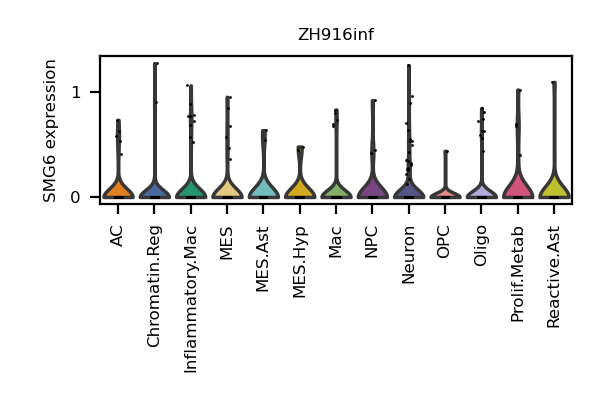 ZH916inf
SMG6 expression
1
0
AC
Chromatin.Reg
Inflammatory.Mac
MES
MES.Ast
MES.Hyp
Mac
NPC
Neuron
OPC
Oligo
Prolif.Metab
Reactive.Ast